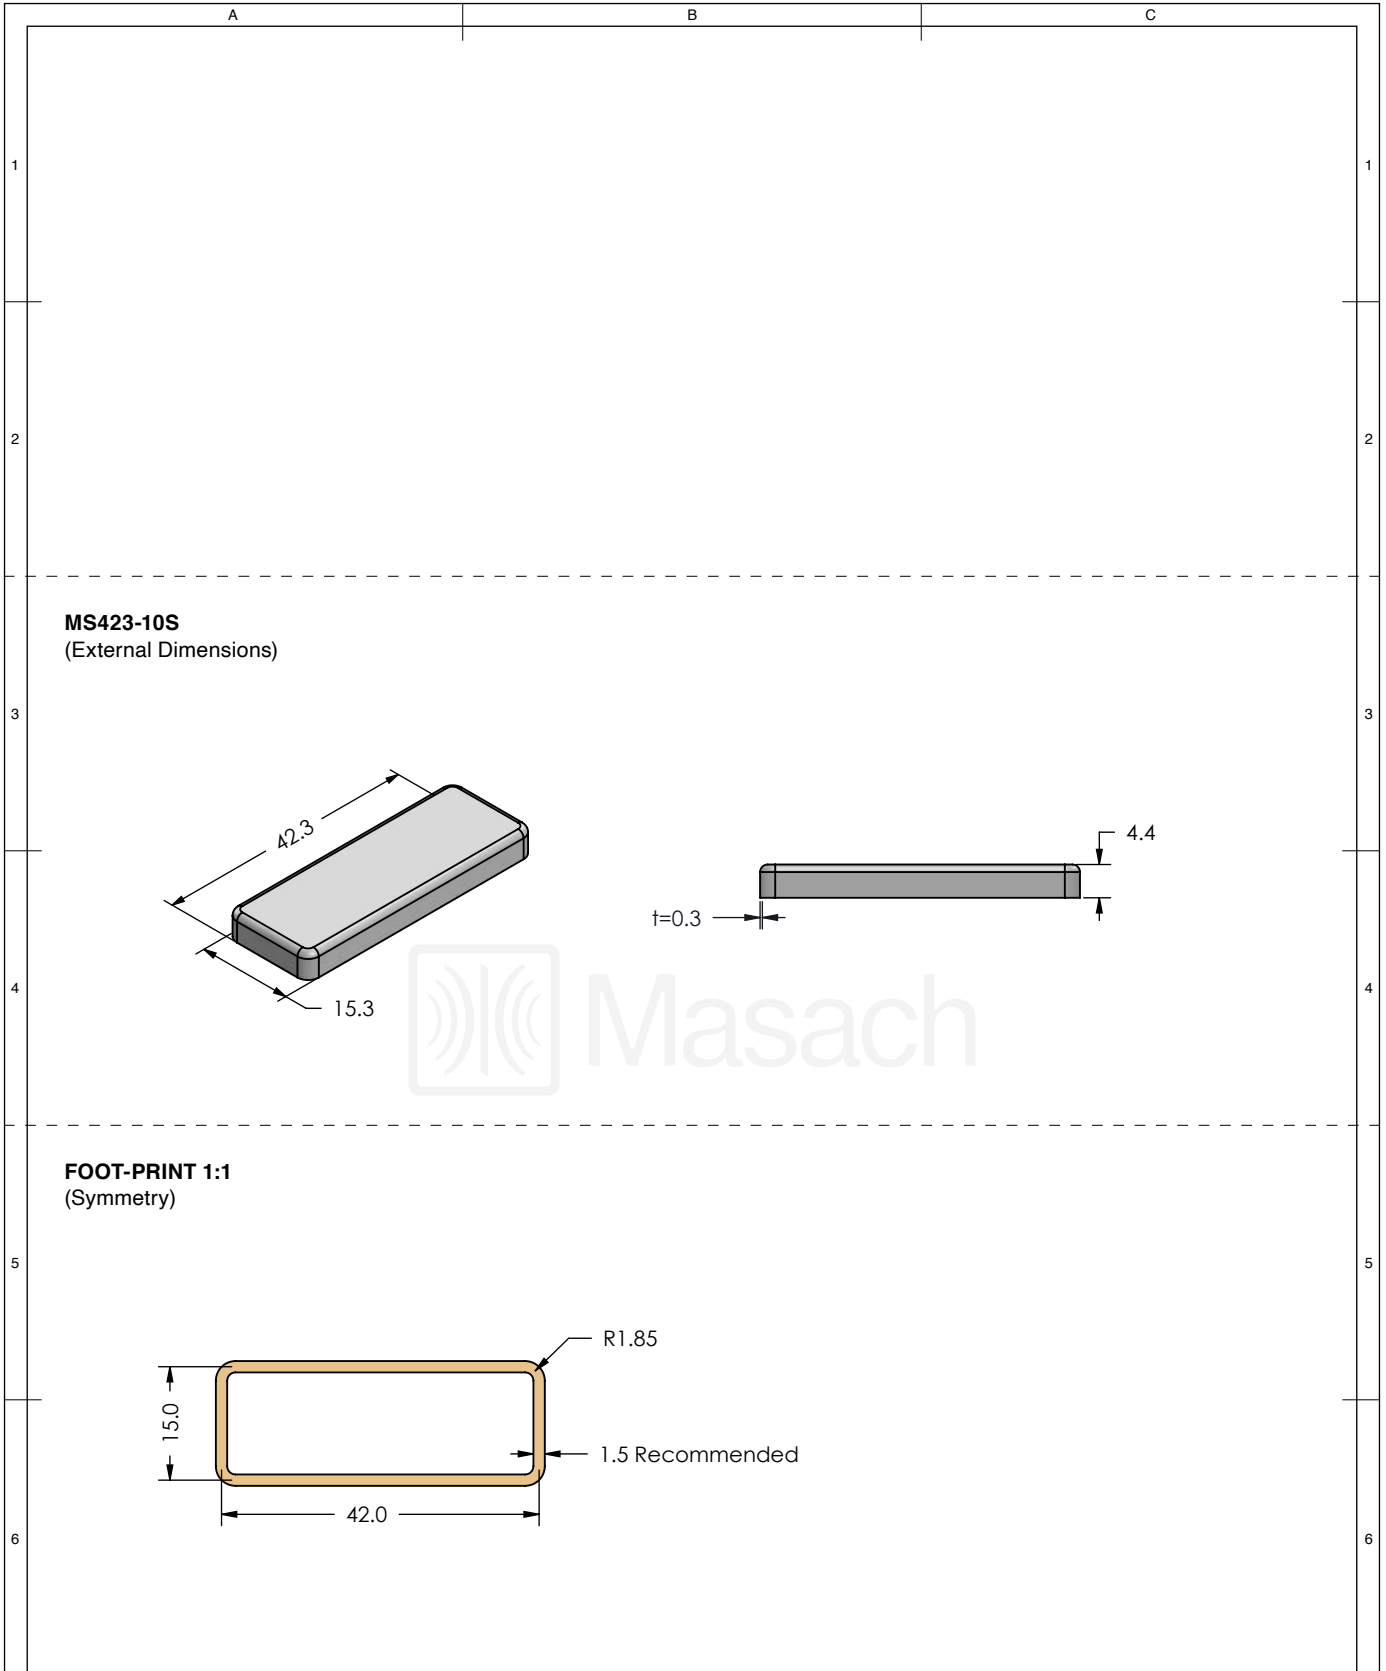 A B C
1 1
2 2
MS423-10S
(External Dimensions)
3 3
42.3
4.4
t=0.3
4 4
15.3
Masach
FOOT-PRINT 1:1
(Symmetry)
5 5
R1.85
15.0
1.5 Recommended
42.0
6 6